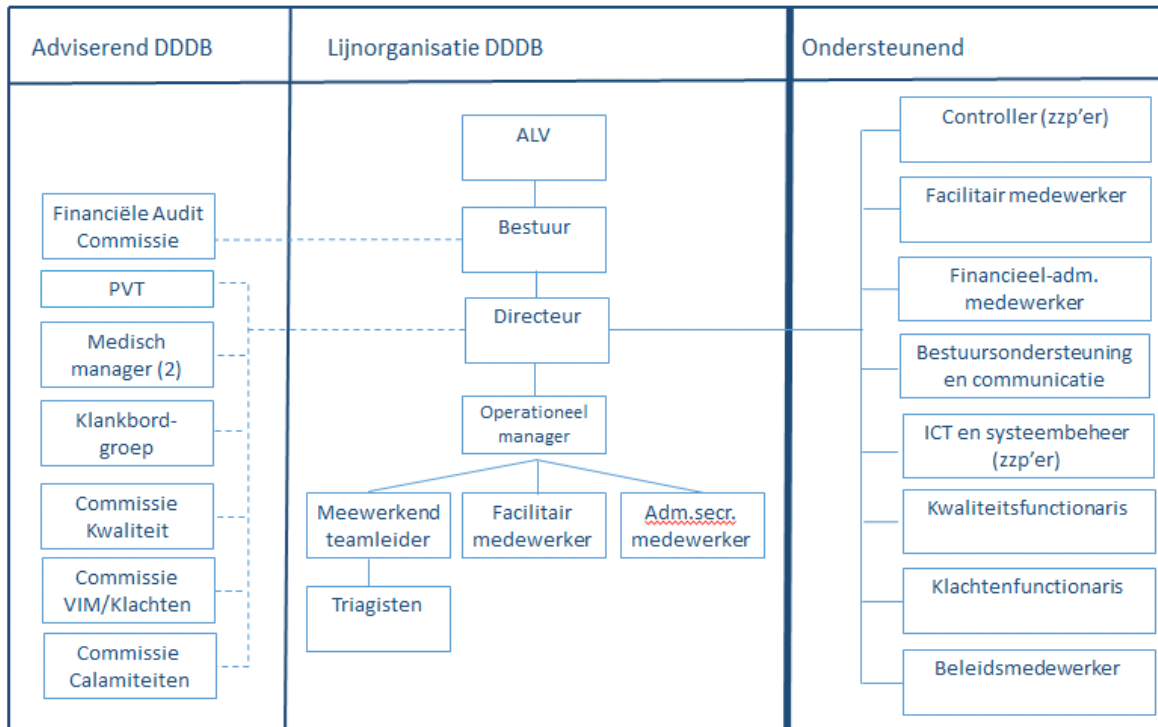 Adviserend DDDB
Lijnorganisatie DDDB
Ondersteunend
Financiële Audit
Commissie
PVT
Medisch
manager (2)
Klankbord-
groep
Commissie
Kwaliteit
Commissie
VIM/Klachten
Commissie
Calamiteiten
ALV
Bestuur
Directeur
Operationeel
manager
Meewerkend
teamleider
Facilitair
medewerker
Adm.secr.
medewerker
Triagisten
Controller (zzp’er)
Facilitair medewerker
Financieel-adm.
medewerker
Bestuursondersteuning
en communicatie
ICT en systeembeheer
(zzp’er)
Kwaliteitsfunctionaris
Klachtenfunctionaris
Beleidsmedewerker